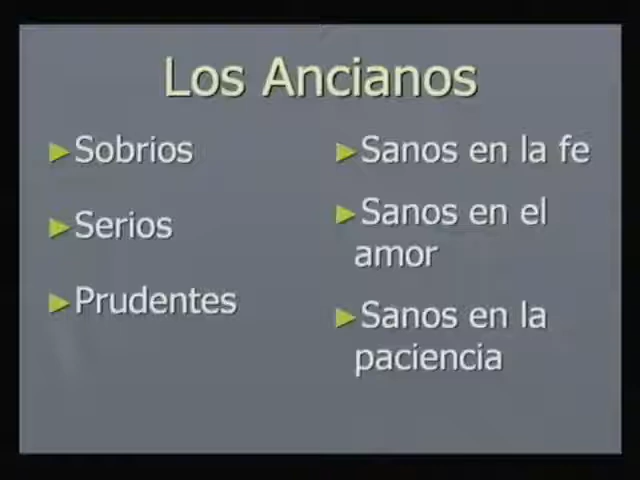 Los Ancianos
►Sobrios
►Serios
►Prudentes
►Sanos en la fe
►Sanos en el
amor
►Sanos en la
paciencia